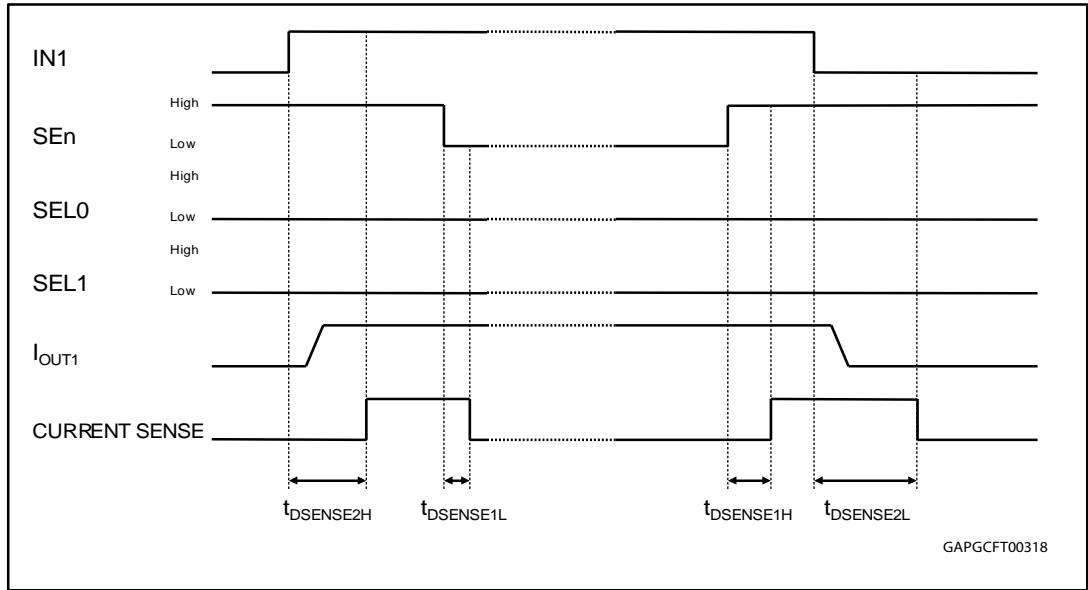 IN1
High
SEn
Low
High
SEL0
Low
High
SEL1
Low
IOUT1
CURRENT SENSE
tDSENSE2H
tDSENSE1L
tDSENSE1H
tDSENSE2L
GAPGCFT00318